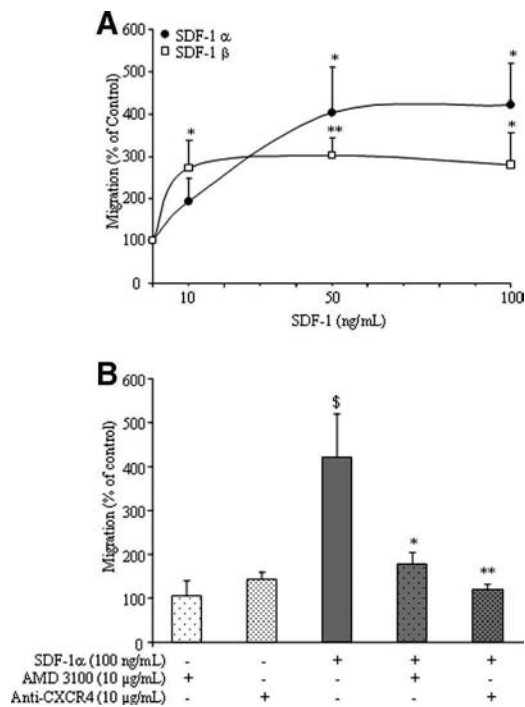 A
SDF-1 α
SDF-1 β
Migration (% of Control)
600
500
400
300
200
100
0
*
*
*
**
*
10
50
100
SDF-1 (ng/mL)
B
Migration (% of control)
600
500
400
300
200
100
0
$
*
**
SDF-1α (100 ng/mL) - - + + +
AMD 3100 (10 µg/mL) + - - + -
Anti-CXCR4 (10 µg/mL) - + - - +